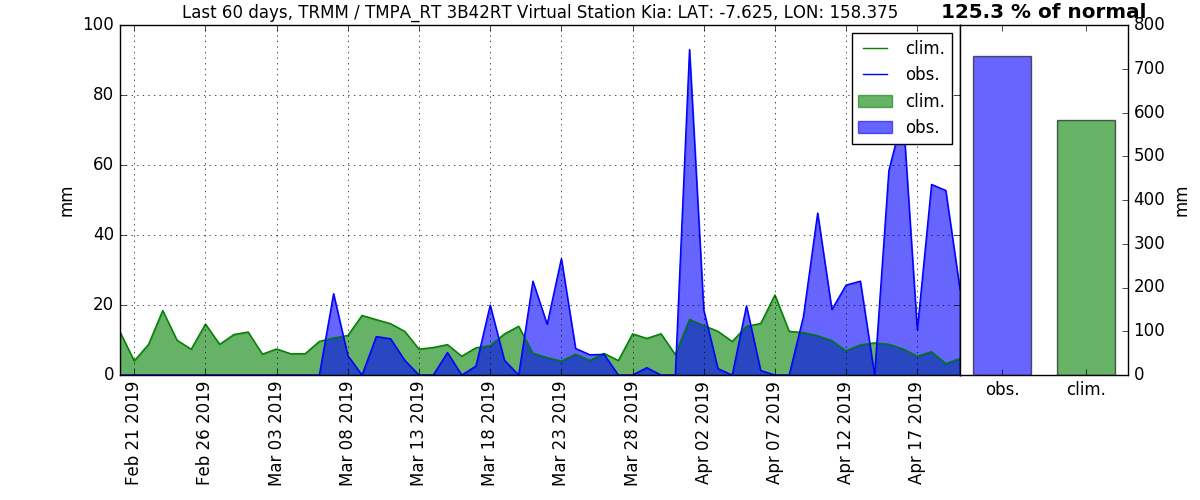 Last 60 days, TRMM / TMPA_RT 3B42RT Virtual Station Kia: LAT: -7.625, LON: 158.375
125.3 % of normal
100
80
60
40
20
0
mm
clim.
obs.
clim.
obs.
800
700
600
500
400
300
200
100
0
mm
Feb 21 2019
Feb 26 2019
Mar 03 2019
Mar 08 2019
Mar 13 2019
Mar 18 2019
Mar 23 2019
Mar 28 2019
Apr 02 2019
Apr 07 2019
Apr 12 2019
Apr 17 2019
obs.
clim.